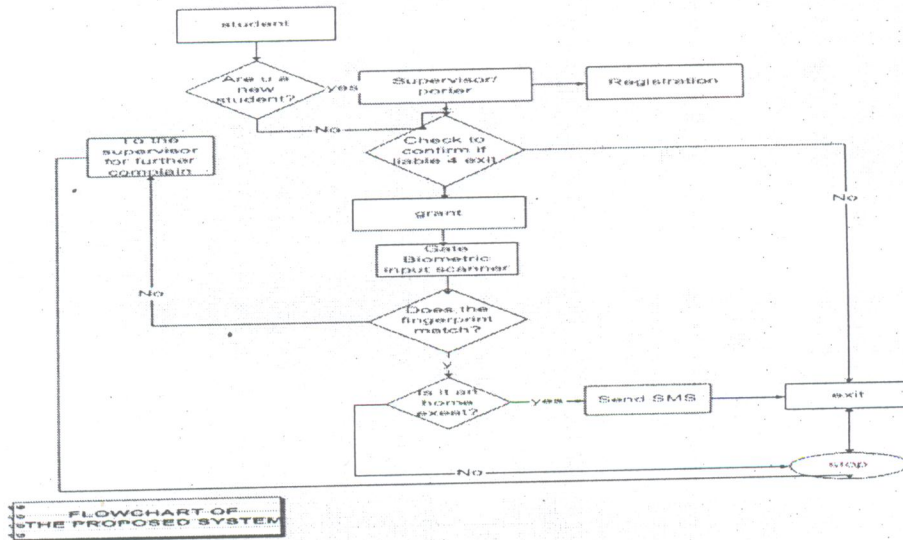 student
Are u a
new
student?
yes
Supervisor/
porter
Registration
No
To the
supervisor
for further
complain
Check to
confirm if
liable 4 exit
No
grant
Gate
Biometric
input scanner
No
Does the
fingerprint
match?
y
Is it an
home
exeat?
yes
Send SMS
exit
No
stop
FLOWCHART OF
THE PROPOSED SYSTEM